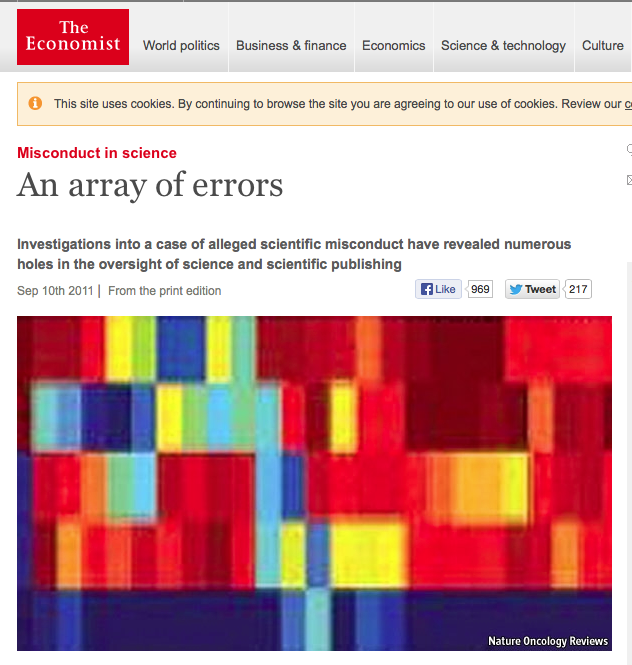 The
Economist
World politics
Business & finance
Economics
Science & technology
Culture
This site uses cookies. By continuing to browse the site you are agreeing to our use of cookies. Review our
Misconduct in science
An array of errors
Investigations into a case of alleged scientific misconduct have revealed numerous
holes in the oversight of science and scientific publishing
Sep 10th 2011 | From the print edition
Like 969
Tweet 217
Nature Oncology Reviews